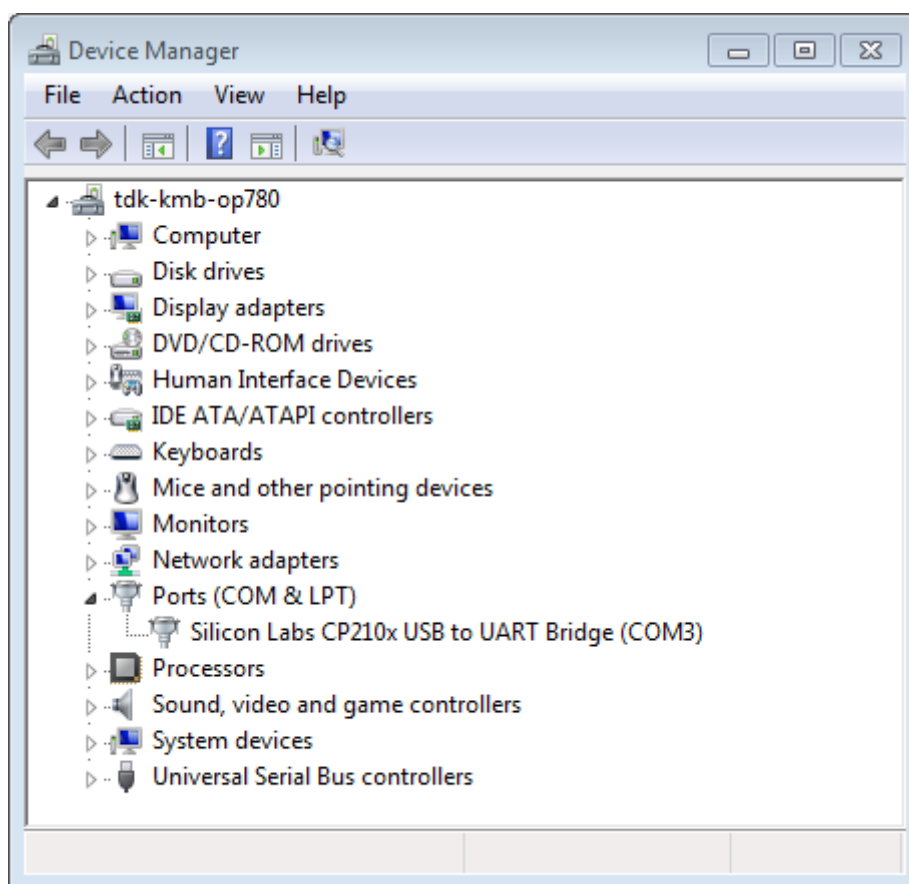 Device Manager
File Action View Help
?
tdk-kmb-op780
Computer
Disk drives
Display adapters
DVD/CD-ROM drives
Human Interface Devices
IDE ATA/ATAPI controllers
Keyboards
Mice and other pointing devices
Monitors
Network adapters
Ports (COM & LPT)
Silicon Labs CP210x USB to UART Bridge (COM3)
Processors
Sound, video and game controllers
System devices
Universal Serial Bus controllers